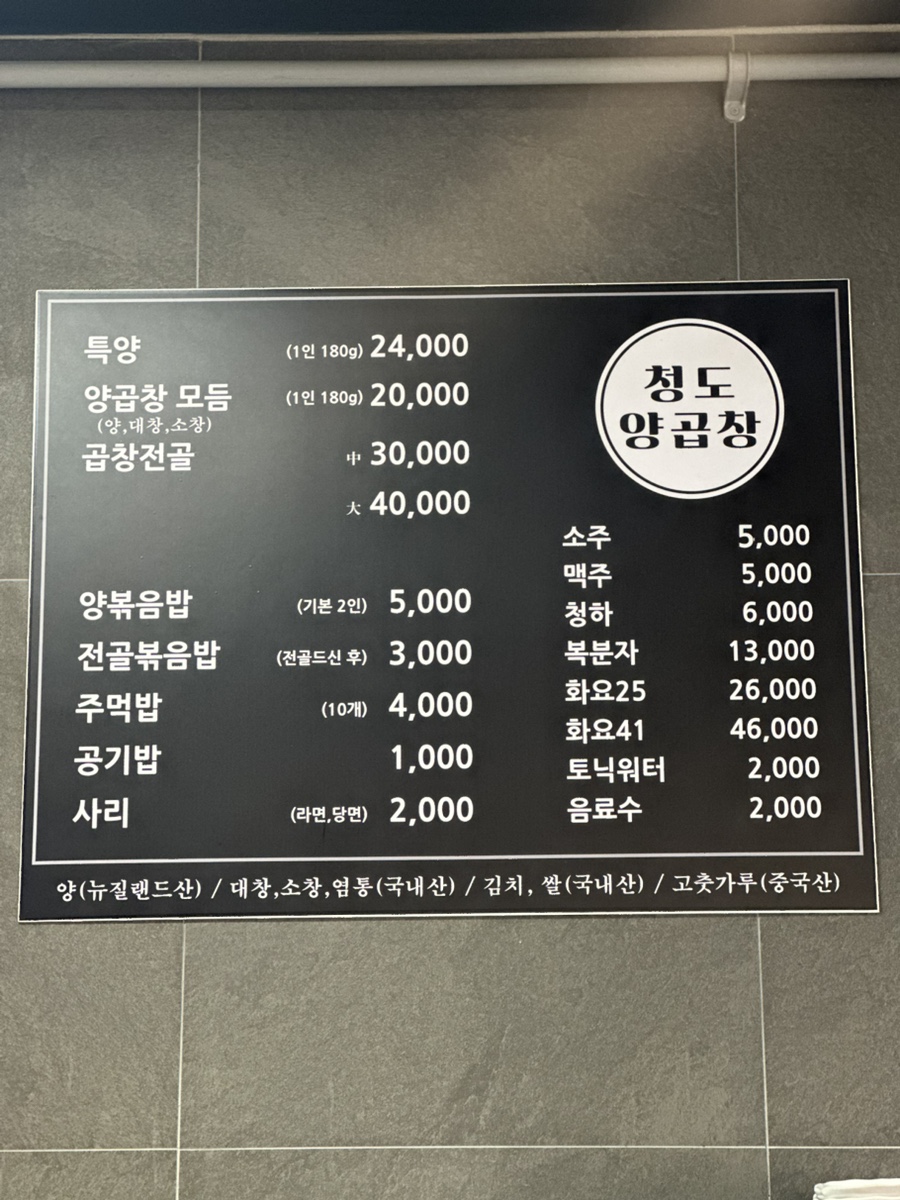 특양 (1인 180g) 24,000
양곱창 모듬 (1인 180g) 20,000
(양,대창,소창)
곱창전골 中 30,000
大 40,000
양볶음밥 (기본 2인) 5,000
전골볶음밥 (전골드신 후) 3,000
주먹밥 (10개) 4,000
공기밥 1,000
사리 (라면,당면) 2,000
청도
양곱창
소주 5,000
맥주 5,000
청하 6,000
복분자 13,000
화요25 26,000
화요41 46,000
토닉워터 2,000
음료수 2,000
양(뉴질랜드산) / 대창,소창,염통(국내산) / 김치, 쌀(국내산) / 고춧가루(중국산)